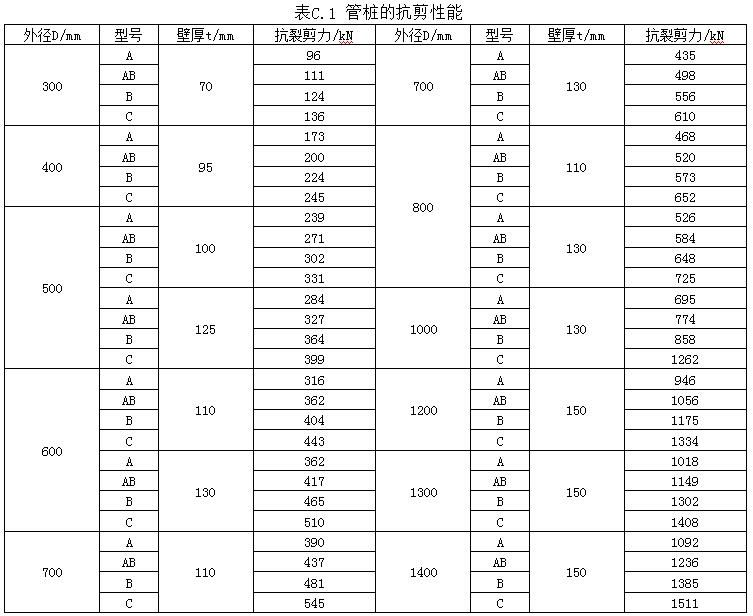 表C.1 管桩的抗剪性能
外径D/mm 型号 壁厚t/mm 抗裂剪力/kN 外径D/mm 型号 壁厚t/mm 抗裂剪力/kN
300 A 70 96 700 A 130 435
AB 111 AB 498
B 124 B 556
C 136 C 610
400 A 95 173 800 A 110 468
AB 200 AB 520
B 224 B 573
C 245 C 652
500 A 100 239 A 130 526
AB 271 AB 584
B 302 B 648
C 331 C 725
A 125 284 1000 A 130 695
AB 327 AB 774
B 364 B 858
C 399 C 1262
600 A 110 316 1200 A 150 946
AB 362 AB 1056
B 404 B 1175
C 443 C 1334
A 130 362 1300 A 150 1018
AB 417 AB 1149
B 465 B 1302
C 510 C 1408
700 A 110 390 1400 A 150 1092
AB 437 AB 1236
B 481 B 1385
C 545 C 1511